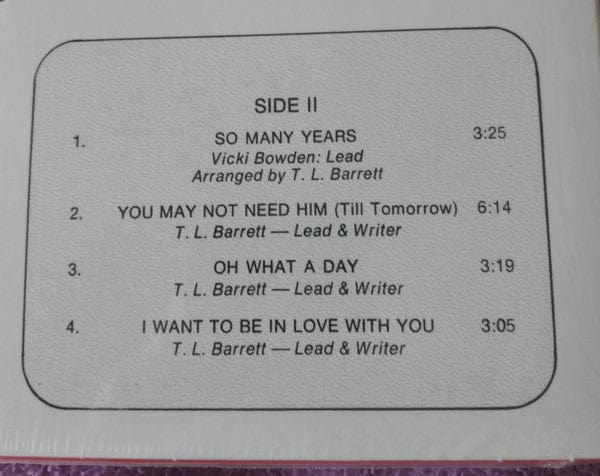 SIDE II
1. SO MANY YEARS 3:25
Vicki Bowden: Lead
Arranged by T. L. Barrett
2. YOU MAY NOT NEED HIM (Till Tomorrow) 6:14
T. L. Barrett — Lead & Writer
3. OH WHAT A DAY 3:19
T. L. Barrett — Lead & Writer
4. I WANT TO BE IN LOVE WITH YOU 3:05
T. L. Barrett — Lead & Writer